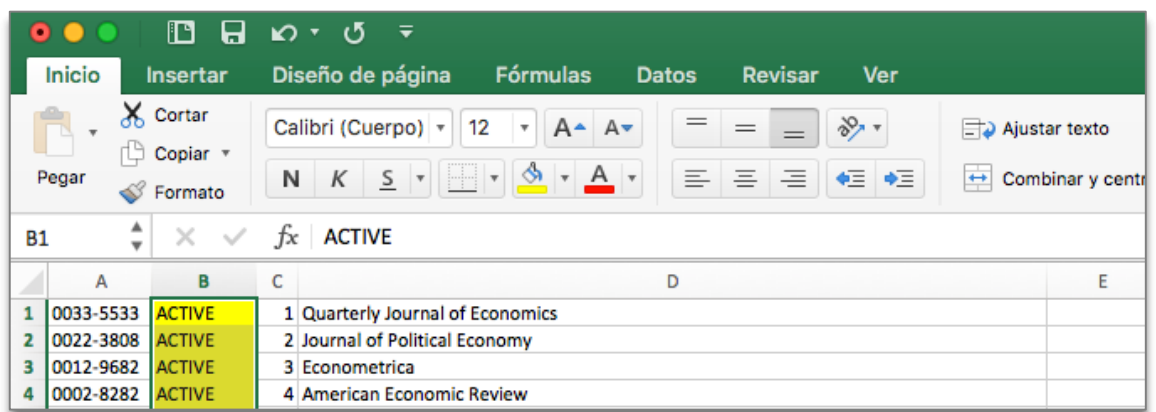 Inicio Insertar Diseño de página Fórmulas Datos Revisar Ver
Cortar
Copiar
Formato
Pegar
Calibri (Cuerpo) 12 A A
N K S A
ab
Ajustar texto
Combinar y centr
B1 fx ACTIVE
A B C D E
1 0033-5533 ACTIVE 1 Quarterly Journal of Economics
2 0022-3808 ACTIVE 2 Journal of Political Economy
3 0012-9682 ACTIVE 3 Econometrica
4 0002-8282 ACTIVE 4 American Economic Review